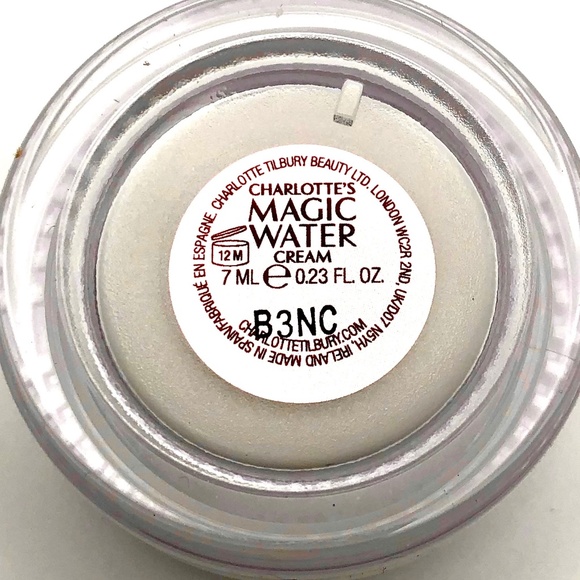 CHARLOTTE TILBURY BEAUTY LTD. LONDON WC2R 2ND, UK/D07 N5YH, IRELAND MADE IN SPAIN/FABRIQUÉ EN ESPAGNE.
CHARLOTTE'S
MAGIC
WATER
CREAM
12 M
7 ML e 0.23 FL. OZ.
B3NC
CHARLOTTETILBURY.COM